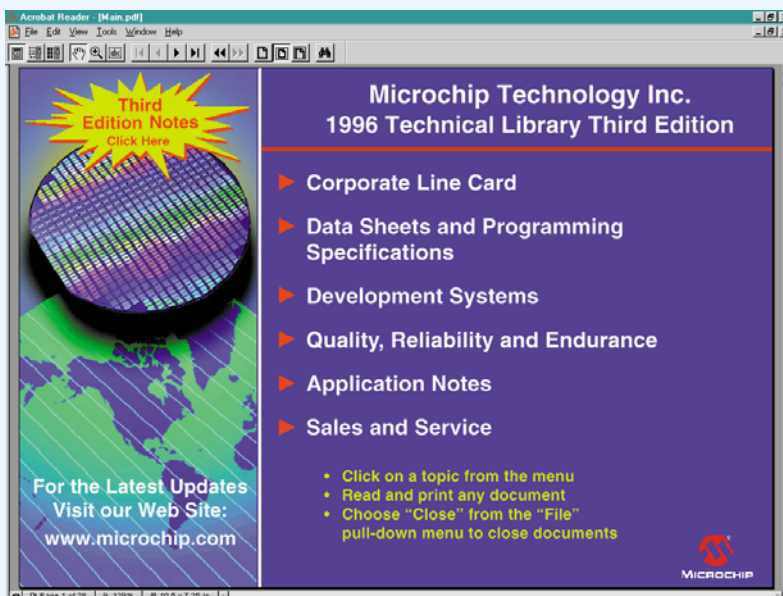 Acrobat Reader - [Main.pdf]
File Edit View Tools Window Help
Third
Edition Notes
Click Here
For the Latest Updates
Visit our Web Site:
www.microchip.com
Microchip Technology Inc.
1996 Technical Library Third Edition
Corporate Line Card
Data Sheets and Programming
Specifications
Development Systems
Quality, Reliability and Endurance
Application Notes
Sales and Service
• Click on a topic from the menu
• Read and print any document
• Choose “Close” from the “File”
pull-down menu to close documents
MICROCHIP